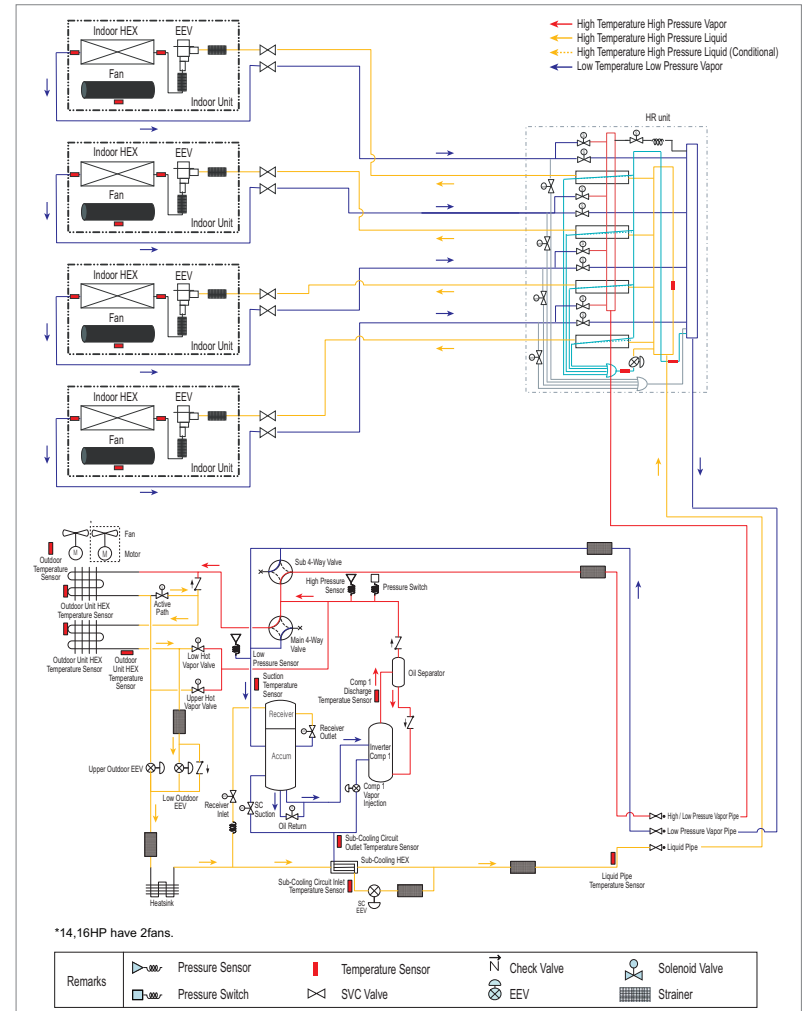 High Temperature High Pressure Vapor
High Temperature High Pressure Liquid
High Temperature High Pressure Liquid (Conditional)
Low Temperature Low Pressure Vapor
Indoor HEX
EEV
Fan
Indoor Unit
Indoor HEX
EEV
Fan
Indoor Unit
Indoor HEX
EEV
Fan
Indoor Unit
Indoor HEX
EEV
Fan
Indoor Unit
HR unit
Fan
Motor
M
M
Outdoor
Temperature
Sensor
Outdoor Unit HEX
Temperature Sensor
Active
Path
Outdoor Unit HEX
Temperature Sensor
Outdoor
Unit HEX
Temperature
Sensor
Low Hot
Vapor Valve
Upper Hot
Vapor Valve
Sub 4-Way Valve
High Pressure
Sensor
Pressure Switch
Main 4-Way
Valve
Low
Pressure Sensor
Suction
Temperature
Sensor
Comp 1
Discharge
Temperatue Sensor
Oil Separator
Receiver
Receiver
Outlet
Accum
Inverter
Comp 1
Upper Outdoor EEV
Low Outdoor
EEV
Receiver
Inlet
SC
Suction
Oil Return
Comp 1
Vapor
Injection
Sub-Cooling Circuit
Outlet Temperature Sensor
Sub-Cooling HEX
Sub-Cooling Circuit Inlet
Temperature Sensor
SC
EEV
Heatsink
Liquid Pipe
Temperature Sensor
High / Low Pressure Vapor Pipe
Low Pressure Vapor Pipe
Liquid Pipe
*14,16HP have 2fans.
Remarks
Pressure Sensor
Temperature Sensor
Check Valve
Solenoid Valve
Pressure Switch
SVC Valve
EEV
Strainer